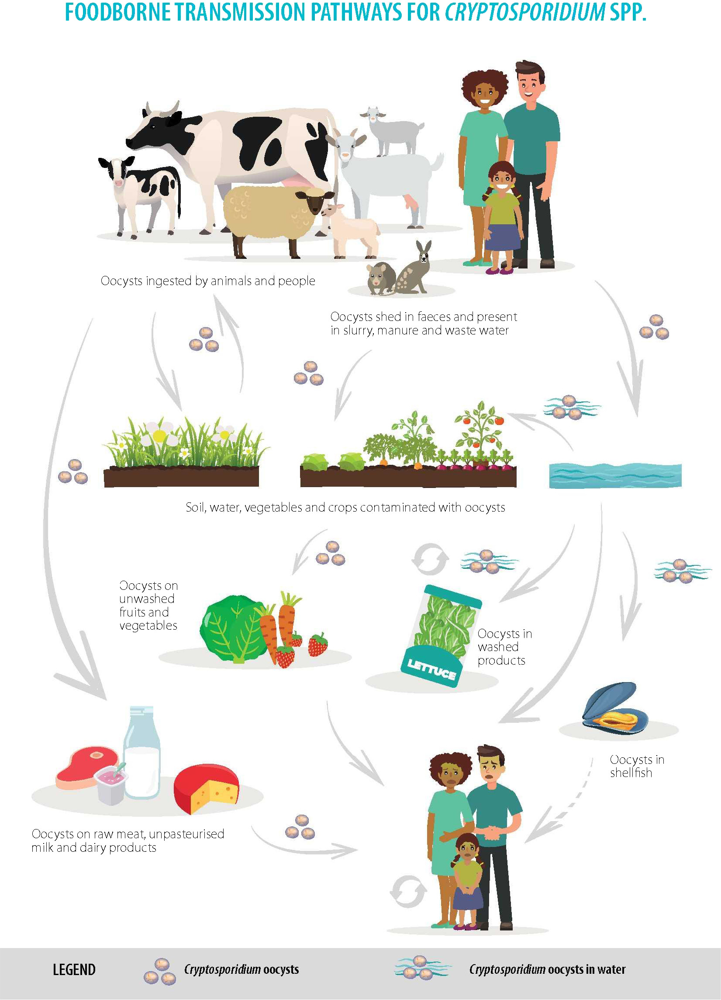 FOODBORNE TRANSMISSION PATHWAYS FOR CRYPTOSPORIDIUM SPP.
Oocysts ingested by animals and people
Oocysts shed in faeces and present
in slurry, manure and waste water
Soil, water, vegetables and crops contaminated with oocysts
Oocysts on
unwashed
fruits and
vegetables
LETTUCE
Oocysts in
washed
products
Oocysts in
shellfish
Oocysts on raw meat, unpasteurised
milk and dairy products
LEGEND
Cryptosporidium oocysts
Cryptosporidium oocysts in water